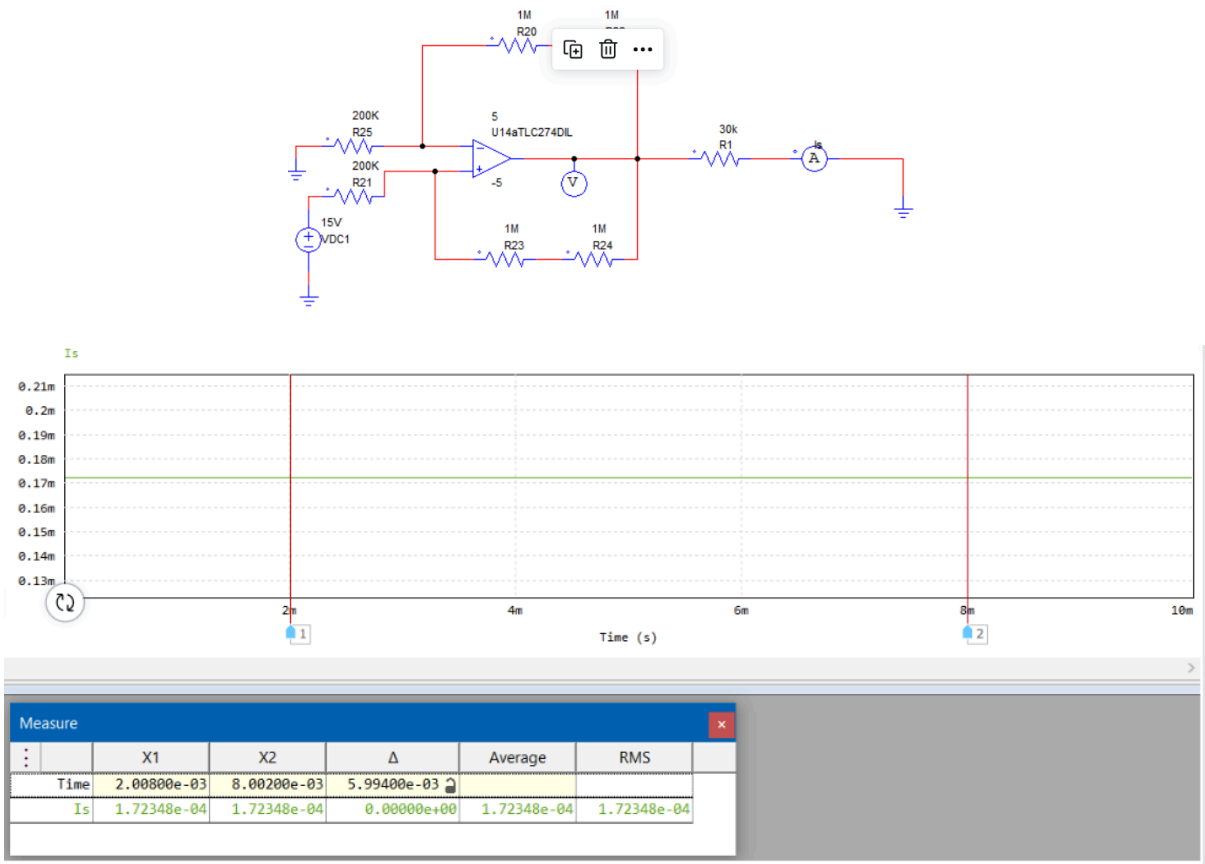 1M 1M
R20
•••
200K
R25
5
U14aTLC274DIL
30k
R1
Is
A
200K
R21
-5
V
15V
VDC1
1M 1M
R23 R24
Is
0.21m
0.2m
0.19m
0.18m
0.17m
0.16m
0.15m
0.14m
0.13m
2m 4m 6m 8m 10m
1 2
Time (s)
Measure
X1 X2 Δ Average RMS
Time 2.00800e-03 8.00200e-03 5.99400e-03
Is 1.72348e-04 1.72348e-04 0.00000e+00 1.72348e-04 1.72348e-04